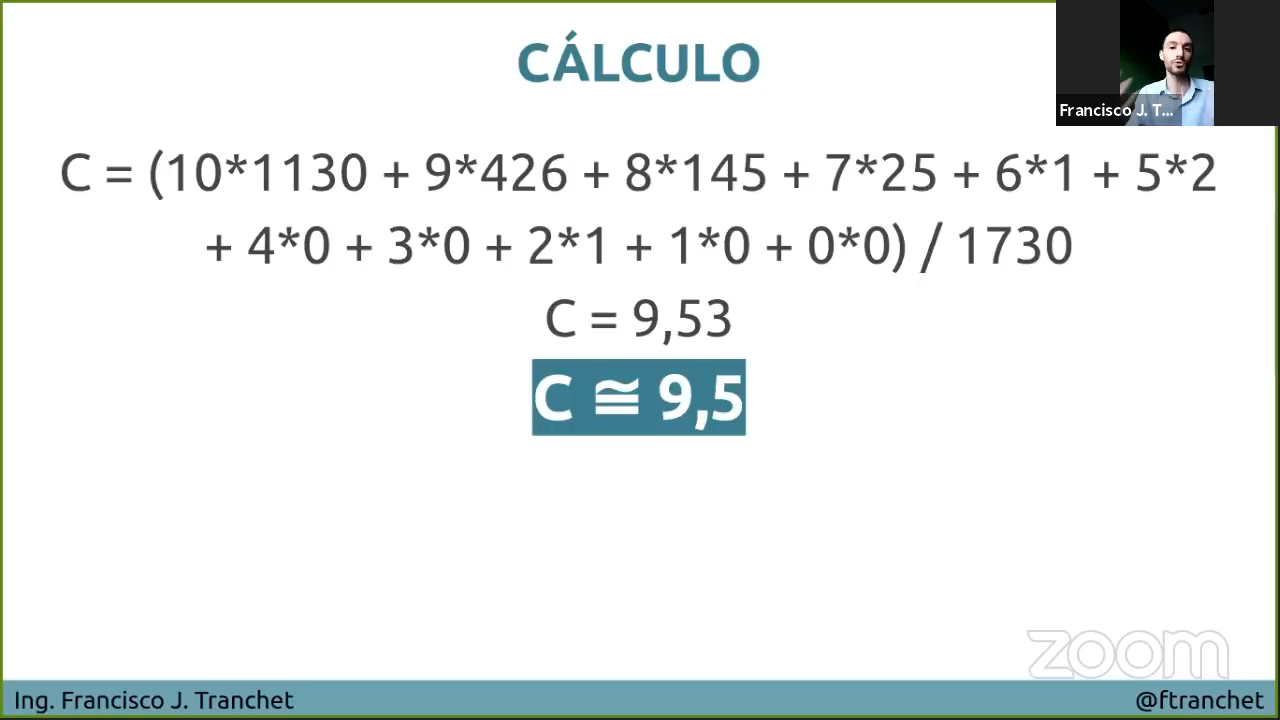 CÁLCULO
Francisco J. T...
C = (10*1130 + 9*426 + 8*145 + 7*25 + 6*1 + 5*2
+ 4*0 + 3*0 + 2*1 + 1*0 + 0*0) / 1730
C = 9,53
C ≅ 9,5
zoom
Ing. Francisco J. Tranchet
@ftranchet